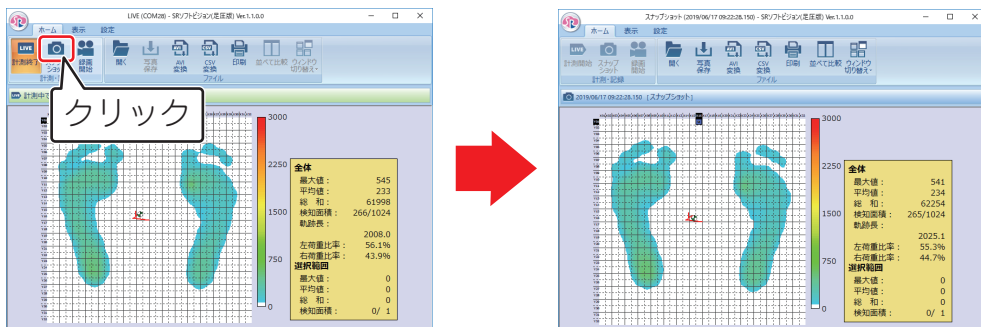 LIVE (COM28) - SRソフトビジョン(足圧版) Ver.1.1.0.0
ホーム 表示 設定
LIVE
計測終了
ショット
録画
開始
開く
写真
保存
AVI
変換
CSV
変換
印刷
並べて比較
ウィンドウ
切り替え
ファイル
LIVE 計測中
クリック
3000
2250
1500
750
0
全体
最大値: 545
平均値: 233
総 和: 61998
検知面積: 266/1024
軌跡長:
2008.0
左荷重比率: 56.1%
右荷重比率: 43.9%
選択範囲
最大値: 0
平均値: 0
総 和: 0
検知面積: 0/ 1
スナップショット (2019/06/17 09:22:28.150) - SRソフトビジョン(足圧版) Ver.1.1.0.0
ホーム 表示 設定
LIVE
計測開始
スナップ
ショット
録画
開始
計測・記録
開く
写真
保存
AVI
変換
CSV
変換
印刷
並べて比較
ウィンドウ
切り替え
ファイル
2019/06/17 09:22:28.150 [スナップショット]
3000
2250
1500
750
0
全体
最大値: 541
平均値: 234
総 和: 62254
検知面積: 265/1024
軌跡長:
2025.1
左荷重比率: 55.3%
右荷重比率: 44.7%
選択範囲
最大値: 0
平均値: 0
総 和: 0
検知面積: 0/ 1